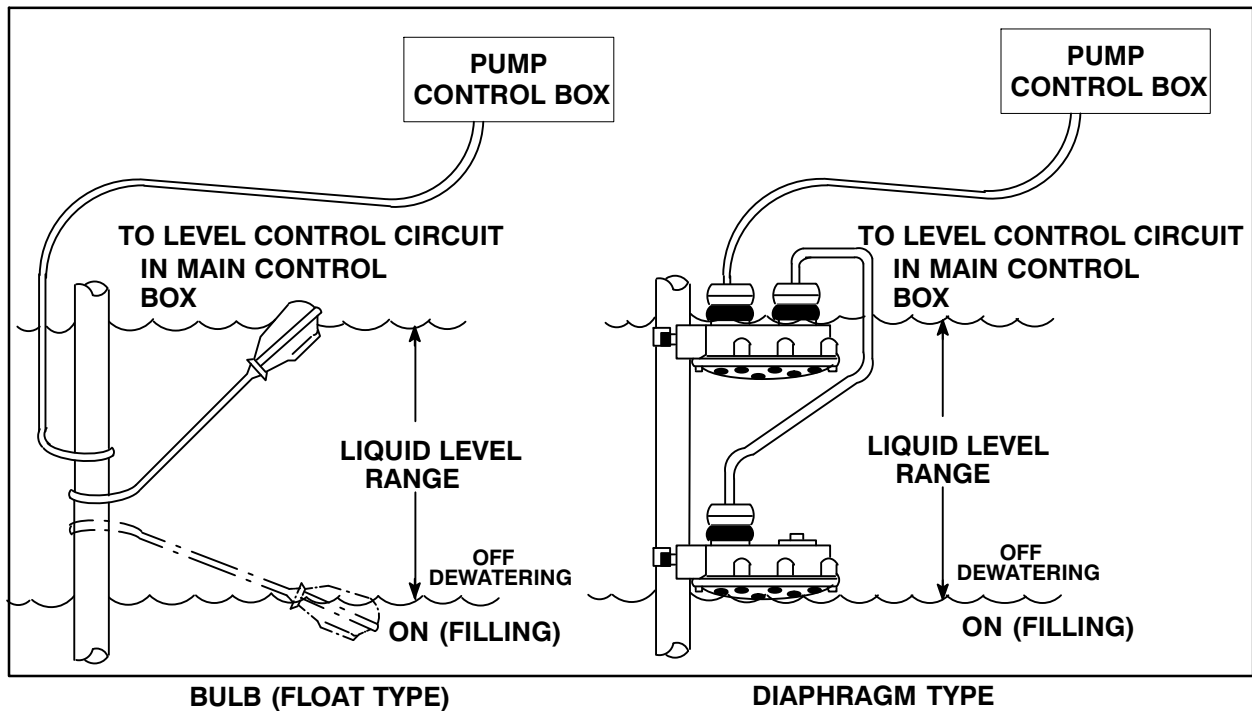 PUMP
CONTROL BOX
TO LEVEL CONTROL CIRCUIT
IN MAIN CONTROL
BOX
LIQUID LEVEL
RANGE
OFF
DEWATERING
ON (FILLING)
BULB (FLOAT TYPE)
PUMP
CONTROL BOX
TO LEVEL CONTROL CIRCUIT
IN MAIN CONTROL
BOX
LIQUID LEVEL
RANGE
OFF
DEWATERING
ON (FILLING)
DIAPHRAGM TYPE